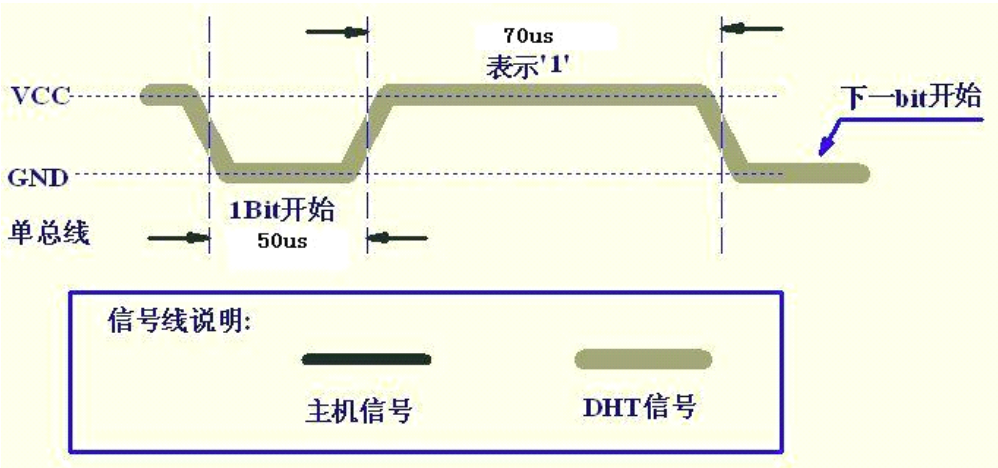 70us
表示'1'
VCC
下一bit开始
GND
1Bit开始
单总线
50us
信号线说明:
主机信号
DHT信号